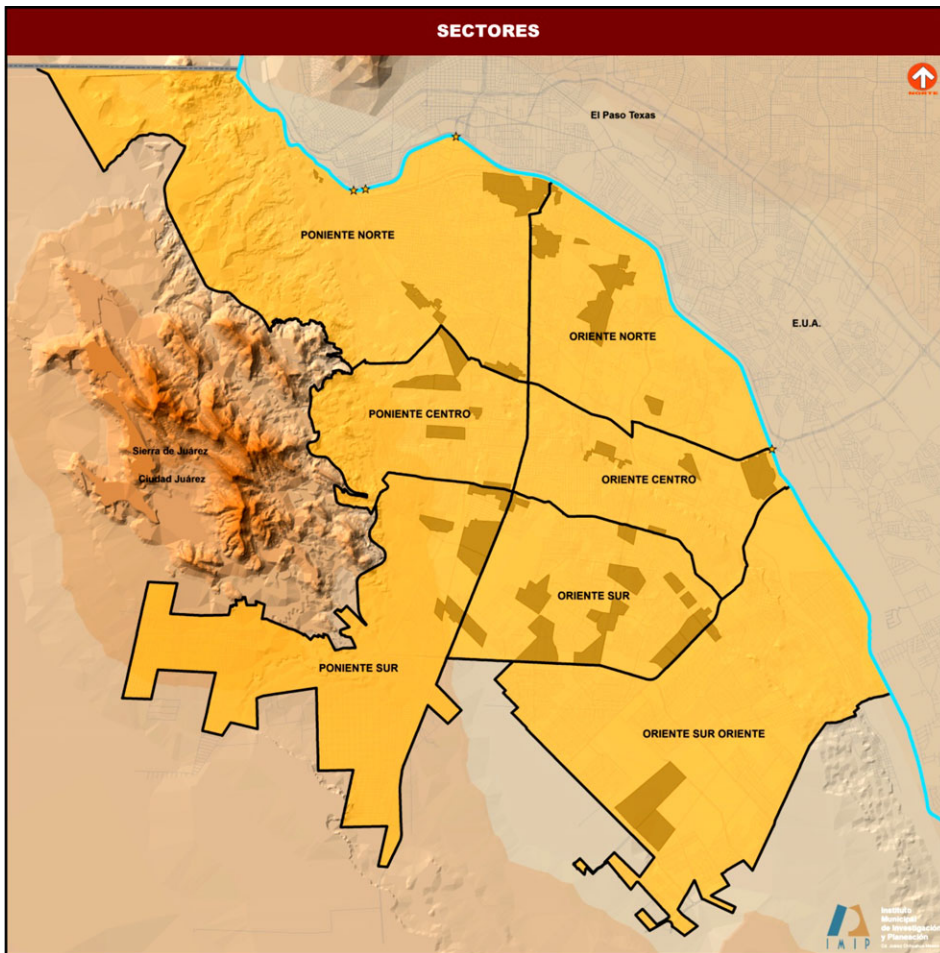 SECTORES
NORTE
El Paso Texas
PONIENTE NORTE
E.U.A.
ORIENTE NORTE
PONIENTE CENTRO
Sierra de Juárez
Ciudad Juárez
ORIENTE CENTRO
ORIENTE SUR
PONIENTE SUR
ORIENTE SUR ORIENTE
IMIP
Instituto
Municipal
de Investigación
y Planeación